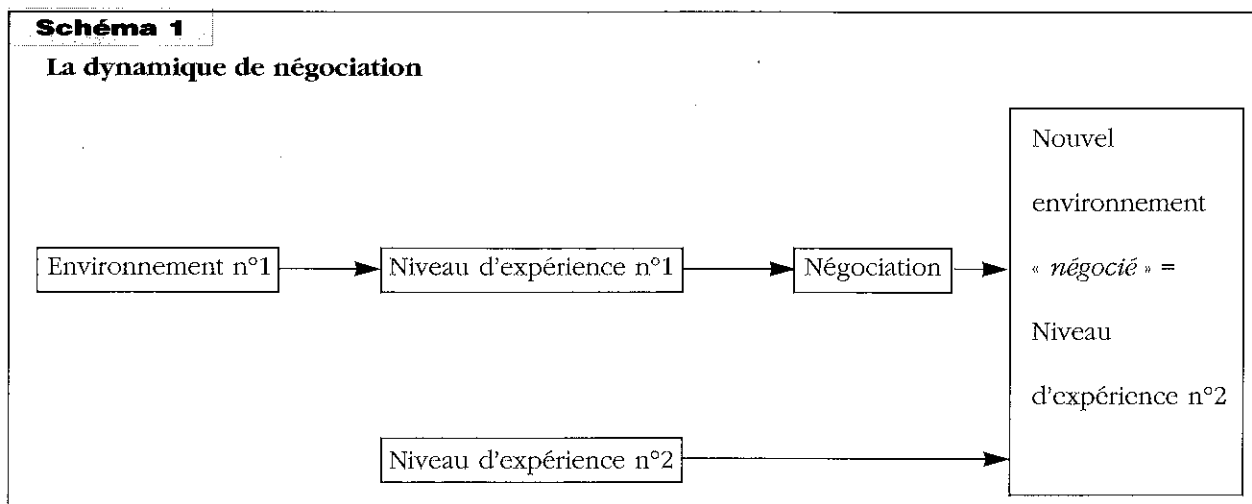 Schéma 1
La dynamique de négociation
Environnement n°1
Niveau d'expérience n°1
Négociation
Nouvel
environnement
« négocié » =
Niveau
d'expérience n°2
Niveau d'expérience n°2